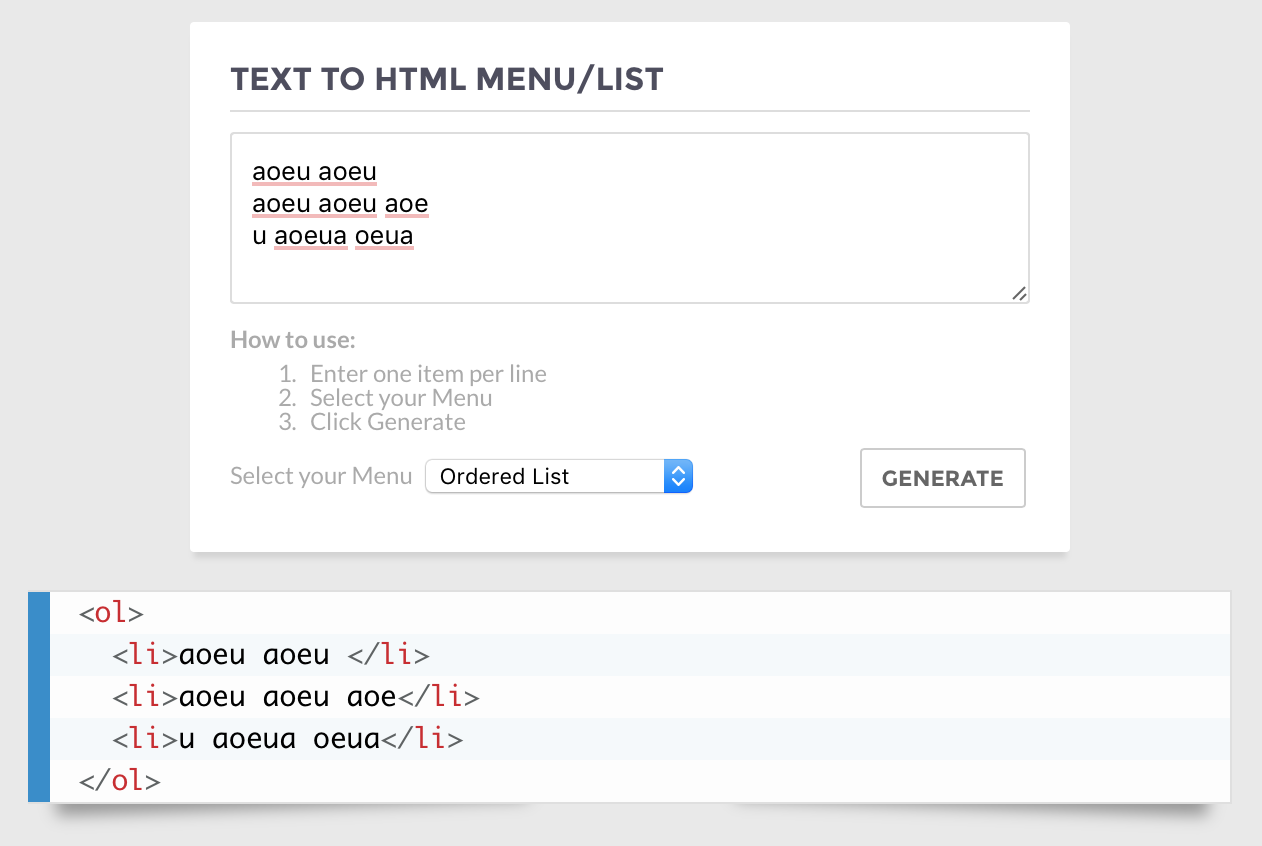 TEXT TO HTML MENU/LIST
aoeu aoeu
aoeu aoeu aoe
u aoeua oeua
How to use:
1. Enter one item per line
2. Select your Menu
3. Click Generate
Select your Menu Ordered List GENERATE
<ol>
  <li>aoeu aoeu </li>
  <li>aoeu aoeu aoe</li>
  <li>u aoeua oeua</li>
</ol>